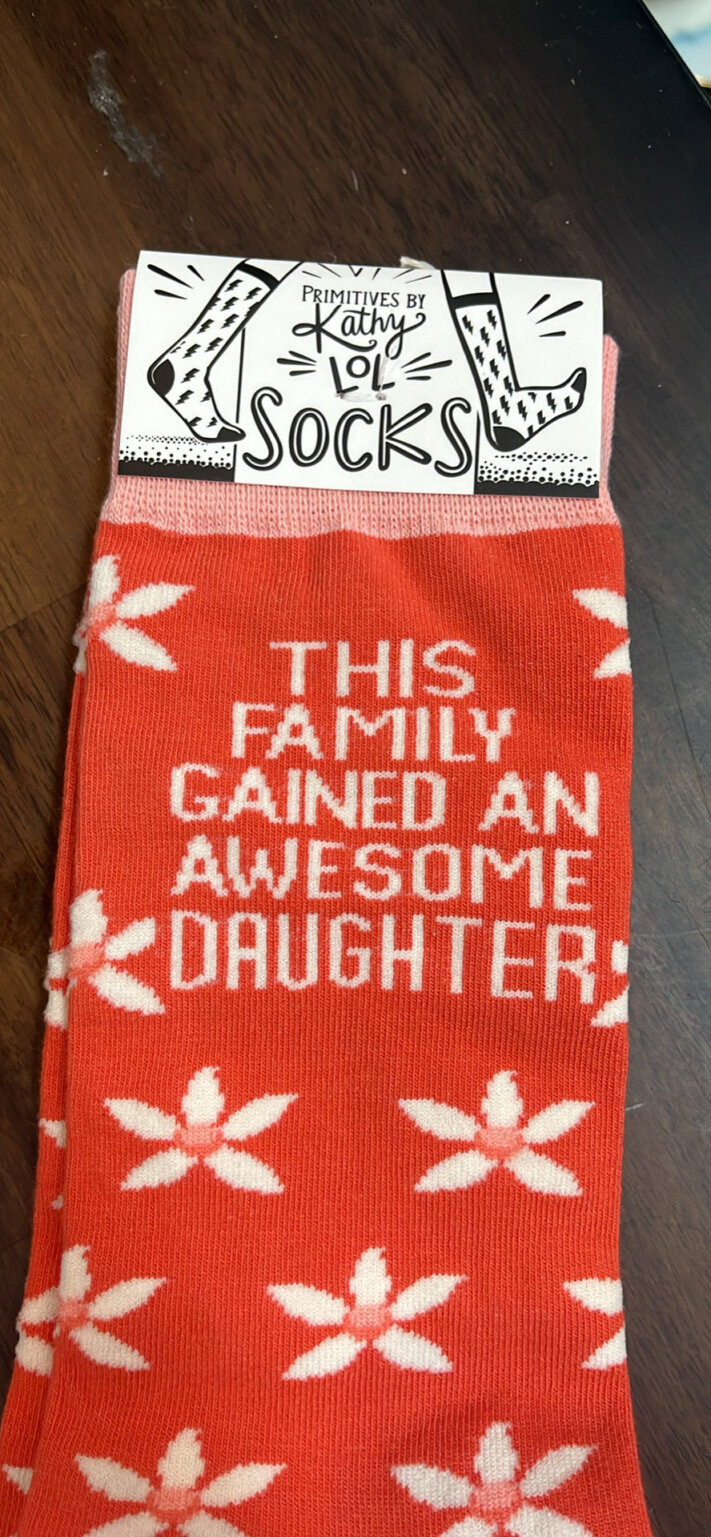 PRIMITIVES BY
Kathy
LOL
SOCKS
THIS
FAMILY
GAINED AN
AWESOME
DAUGHTER